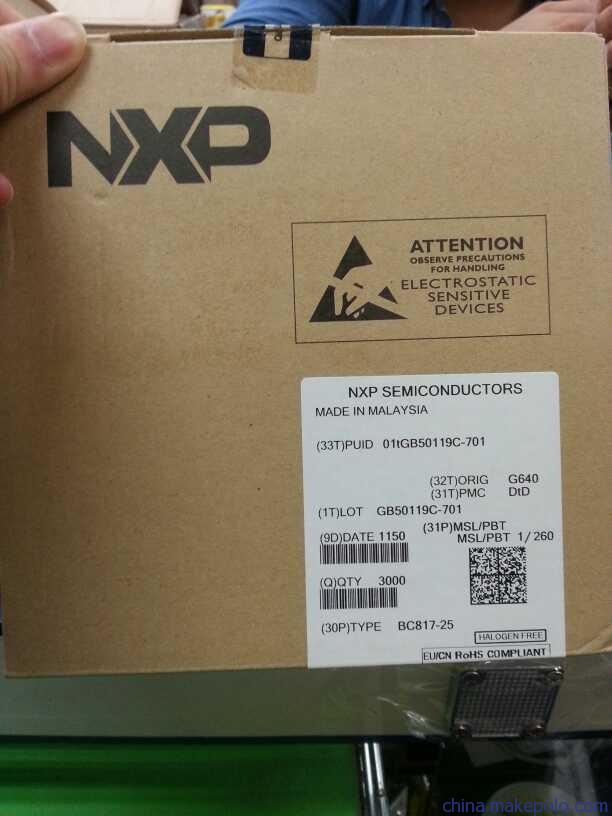 NXP
ATTENTION
OBSERVE PRECAUTIONS
FOR HANDLING
ELECTROSTATIC
SENSITIVE
DEVICES
NXP SEMICONDUCTORS
MADE IN MALAYSIA
(33T)PUID 01tGB50119C-701
(32T)ORIG G640
(31T)PMC DtD
(1T)LOT GB50119C-701
(31P)MSL/PBT
(9D)DATE 1150
MSL/PBT 1/260
(Q)QTY 3000
(30P)TYPE BC817-25
HALOGEN FREE
EU/CN RoHS COMPLIANT
china.makepolo.com